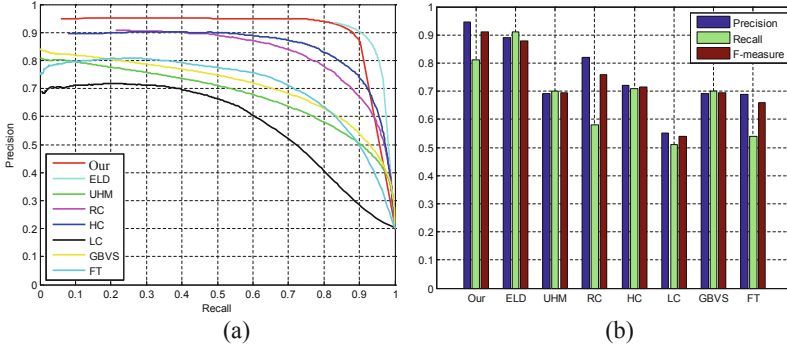 1
0.9
0.8
0.7
0.6
0.5
0.4
0.3
0.2
0.1
0
Precision
Our
ELD
UHM
RC
HC
LC
GBVS
FT
0 0.1 0.2 0.3 0.4 0.5 0.6 0.7 0.8 0.9 1
Recall
(a)
1
0.9
0.8
0.7
0.6
0.5
0.4
0.3
0.2
0.1
0
Precision
Recall
F-measure
Our ELD UHM RC HC LC GBVS FT
(b)